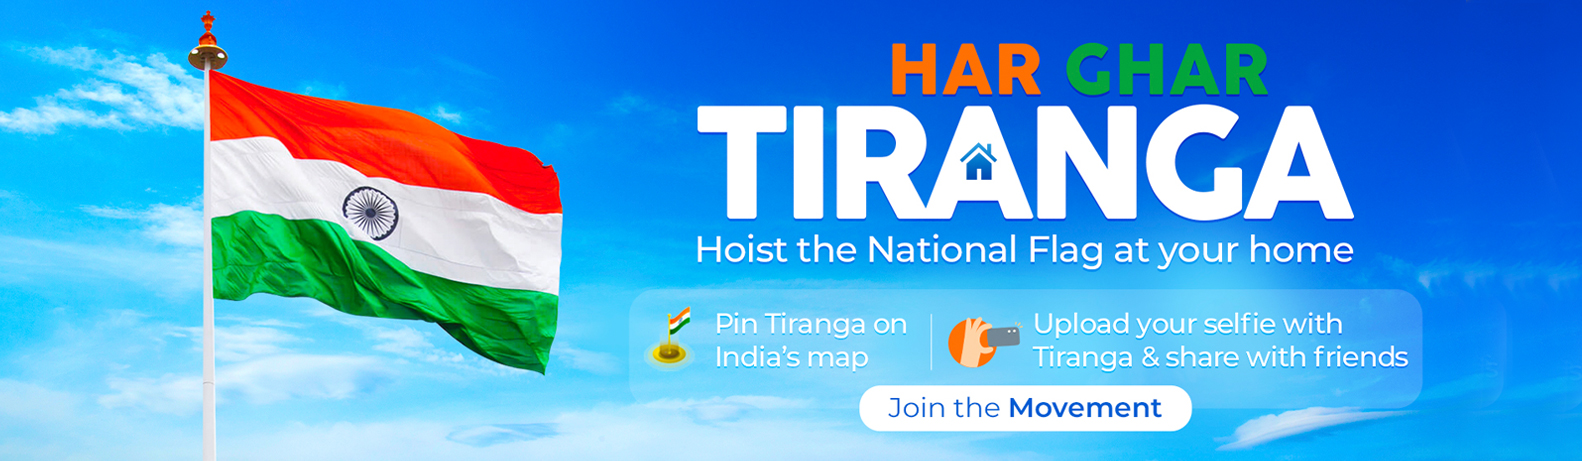 HAR GHAR
TIRANGA
Hoist the National Flag at your home
Pin Tiranga on
India's map
Upload your selfie with
Tiranga & share with friends
Join the Movement